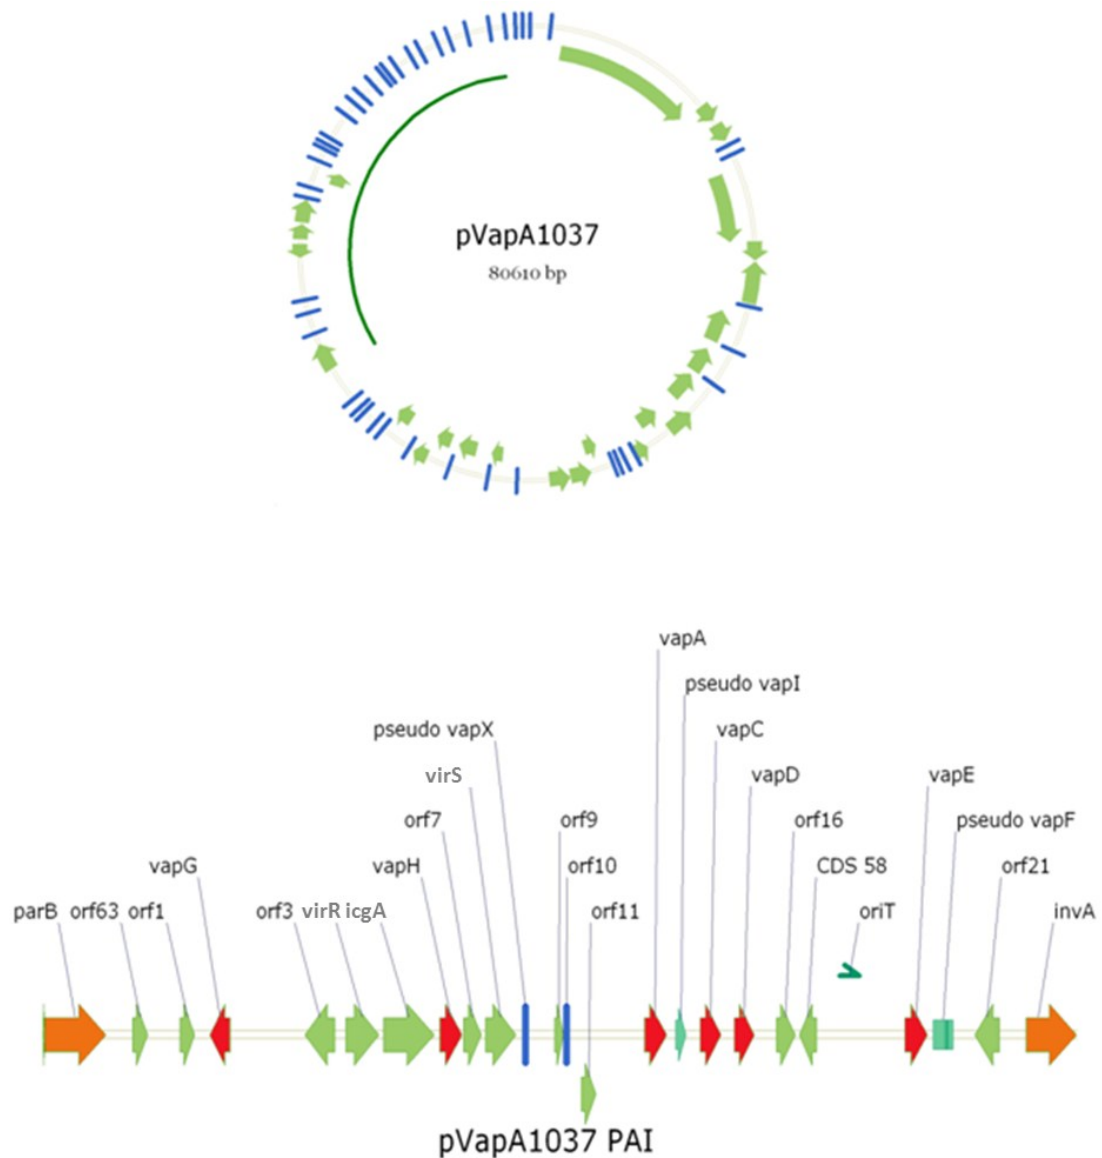 pVapA1037
80610 bp
vapA
pseudo vapI
pseudo vapX
vapC
virS
vapD
vapE
orf7
orf9
orf16
pseudo vapF
vapG
vapH
orf10
CDS 58
orf21
parB orf63 orf1 orf3 virR icgA orf11 oriT invA
pVapA1037 PAI